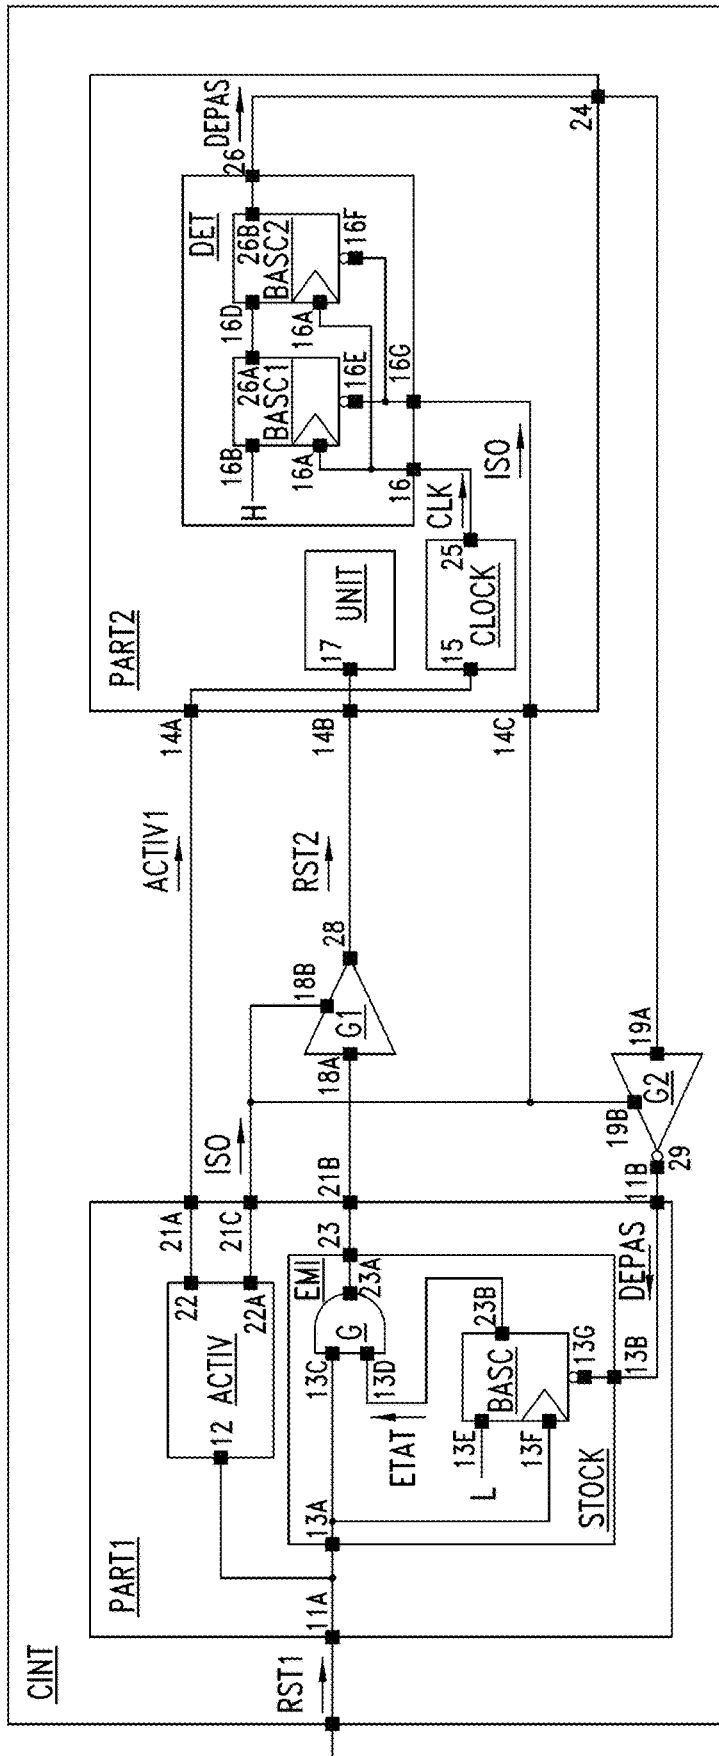 CINT
RST1
PART1
11A
12
ACTIV
22
22A
21A
21C
ISO
ACTIV1
13A
EMI
13C
13D
G
23A
23
21B
ETAT
13E
L
13F
BASC
23B
13G
13B
STOCK
DEPAS
11B
29
G2
19B
19A
18A
G1
18B
28
RST2
PART2
14A
14B
14C
17
UNIT
15
CLOCK
25
CLK
ISO
DET
H
16B
16A
26A
BASC1
16E
16
16G
16D
16A
26B
BASC2
16F
26
DEPAS
24